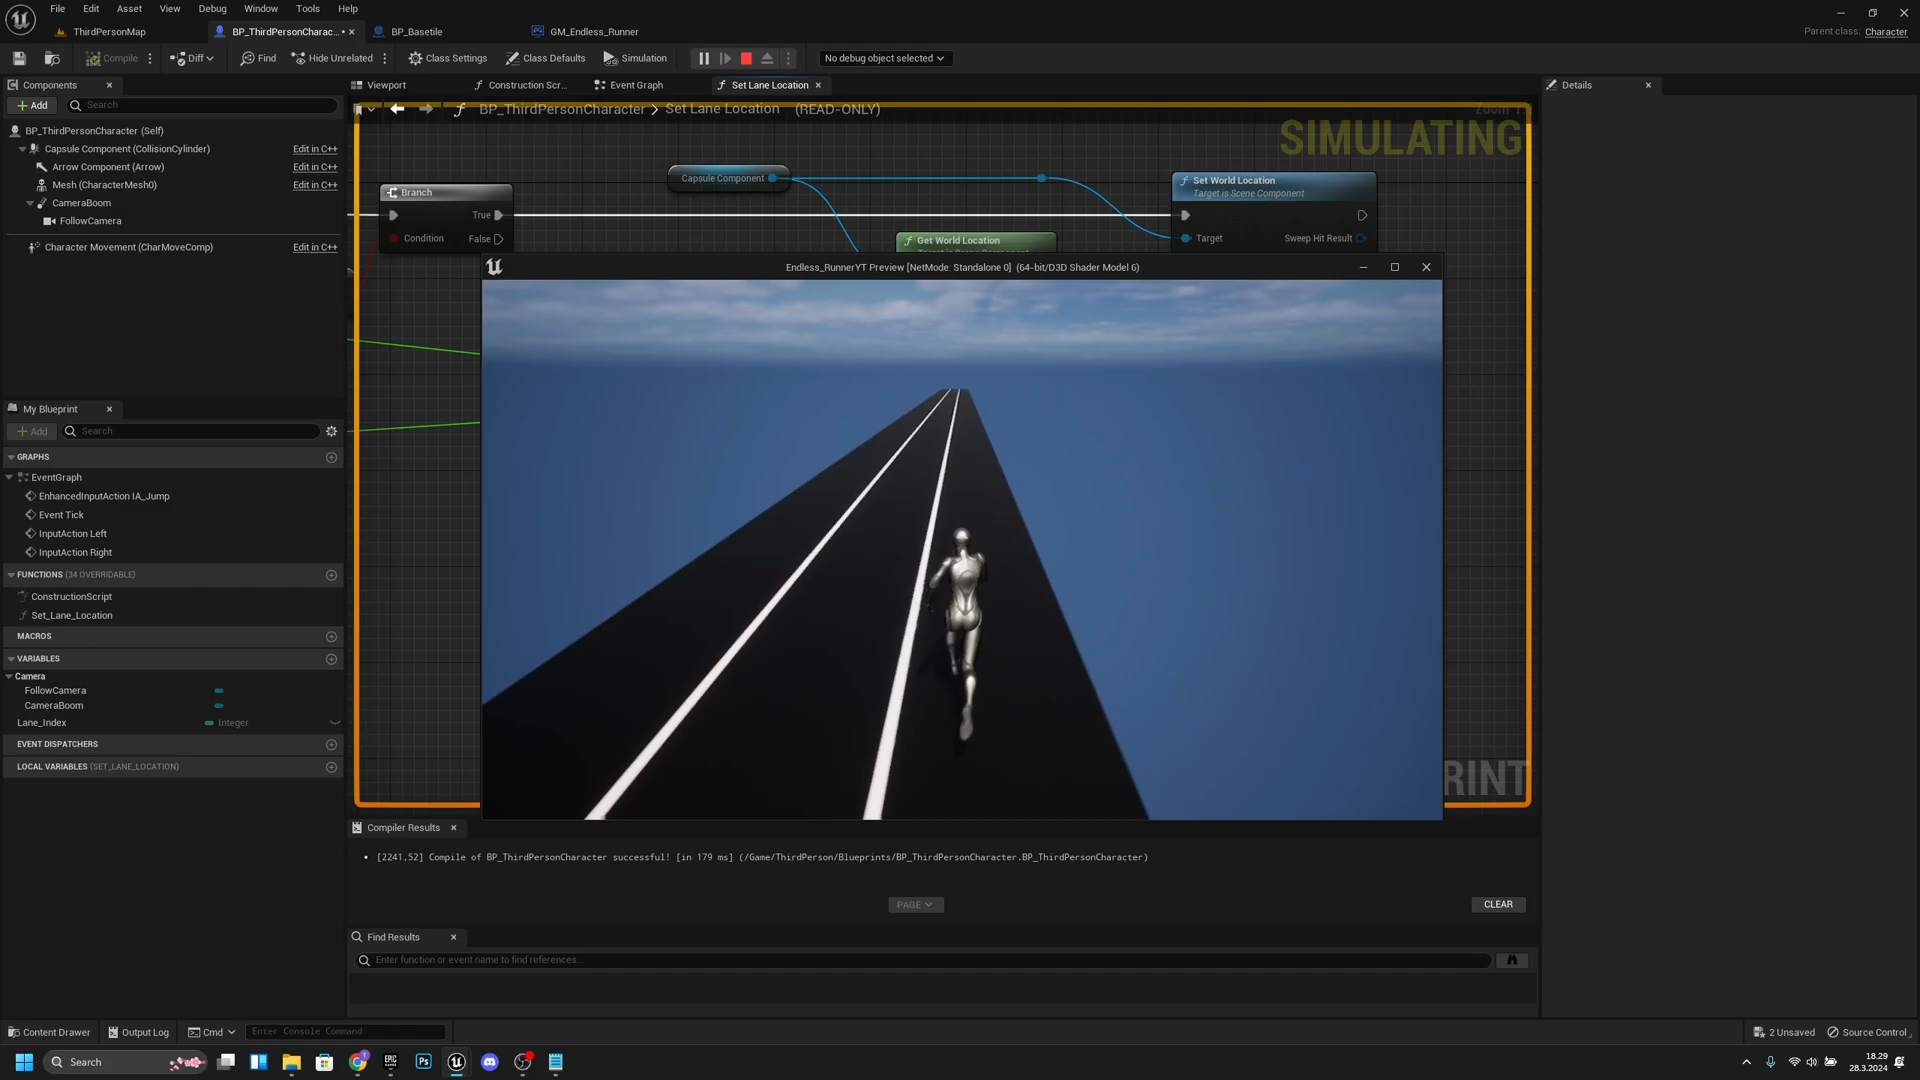 File Edit Asset View Debug Window Tools Help
ThirdPersonMap BP_ThirdPersonCharac... • BP_Basetile GM_Endless_Runner Parent class: Character
Compile Diff Find Hide Unrelated Class Settings Class Defaults Simulation No debug object selected
Components Viewport Construction Scr... Event Graph Set Lane Location Details
Add Search BP_ThirdPersonCharacter > Set Lane Location (READ-ONLY)
SIMULATING
BP_ThirdPersonCharacter (Self)
Capsule Component (CollisionCylinder) Edit in C++
Arrow Component (Arrow) Edit in C++
Mesh (CharacterMesh0) Edit in C++
CameraBoom
FollowCamera
Character Movement (CharMoveComp) Edit in C++
Branch
True
Condition False
Capsule Component
Get World Location
Set World Location
Target is Scene Component
Target Sweep Hit Result
Endless_RunnerYT Preview [NetMode: Standalone 0] (64-bit/D3D Shader Model 6)
RINT
My Blueprint
Add Search
GRAPHS
EventGraph
EnhancedInputAction IA_Jump
Event Tick
InputAction Left
InputAction Right
FUNCTIONS (34 OVERRIDABLE)
ConstructionScript
Set_Lane_Location
MACROS
VARIABLES
Camera
FollowCamera
CameraBoom
Lane_Index Integer
EVENT DISPATCHERS
LOCAL VARIABLES (SET_LANE_LOCATION)
Compiler Results
[2241,52] Compile of BP_ThirdPersonCharacter successful! [in 179 ms] (/Game/ThirdPerson/Blueprints/BP_ThirdPersonCharacter.BP_ThirdPersonCharacter)
PAGE CLEAR
Find Results
Enter function or event name to find references...
Content Drawer Output Log Cmd Enter Console Command 2 Unsaved Source Control
Search
18.29
28.3.2024